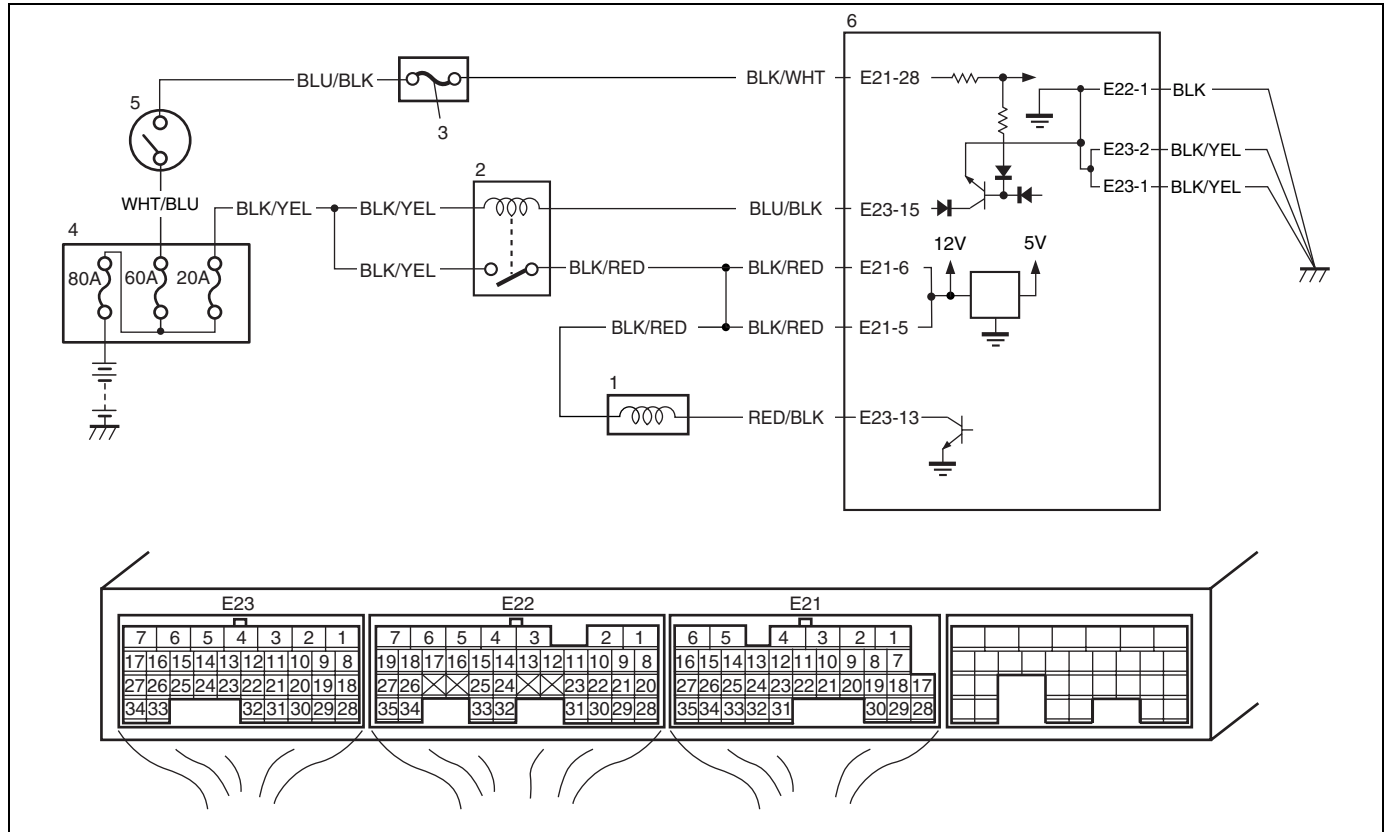 6
BLU/BLK
BLK/WHT
E21-28
E22-1
BLK
5
3
E23-2
BLK/YEL
2
E23-1
BLK/YEL
WHT/BLU
BLK/YEL
BLK/YEL
BLU/BLK
E23-15
4
12V
5V
80A
60A
20A
BLK/YEL
BLK/RED
BLK/RED
E21-6
BLK/RED
BLK/RED
E21-5
1
RED/BLK
E23-13
E23
E22
E21
7 6 5 4 3 2 1
17 16 15 14 13 12 11 10 9 8
27 26 25 24 23 22 21 20 19 18
34 33 32 31 30 29 28
7 6 5 4 3 2 1
19 18 17 16 15 14 13 12 11 10 9 8
27 26 25 24 23 22 21 20
35 34 33 32 31 30 29 28
6 5 4 3 2 1
16 15 14 13 12 11 10 9 8 7
27 26 25 24 23 22 21 20 19 18 17
35 34 33 32 31 30 29 28